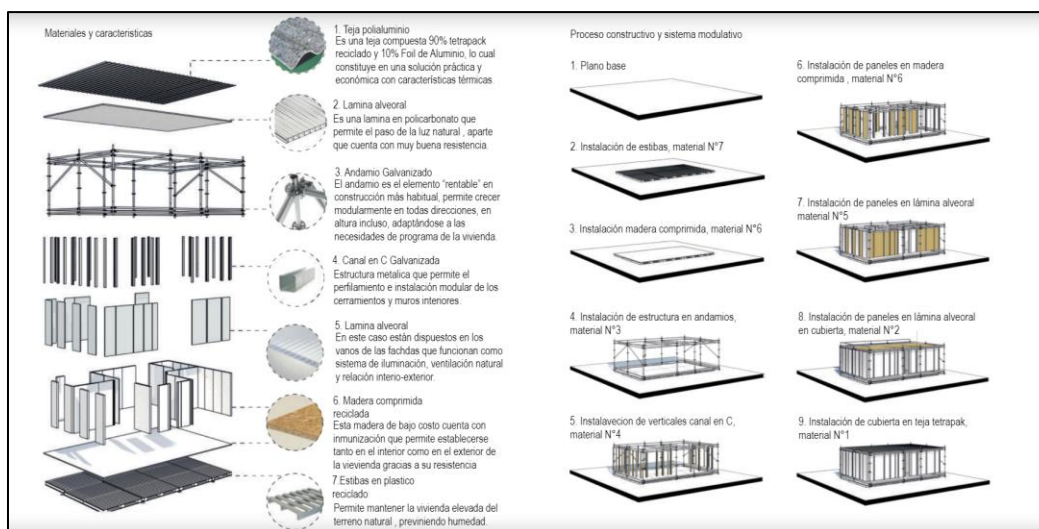 Materiales y caracteristicas
1. Teja polialuminio
Es una teja compuesta 90% tetrapack
reciclado y 10% Foil de Aluminio, lo cual
constituye en una solución práctica y
económica con características térmicas.
2. Lamina alveoral
Es una lamina en policarbonato que
permite el paso de la luz natural , aparte
que cuenta con muy buena resistencia.
3. Andamio Galvanizado
El andamio es el elemento "rentable" en
construcción más habitual, permite crecer
modularmente en todas direcciones, en
altura incluso, adaptándose a las
necesidades de programa de la vivienda.
4. Canal en C Galvanizada
Estructura metalica que permite el
perfilamiento e instalación modular de los
cerramientos y muros interiores.
5. Lamina alveoral
En este caso están dispuestos en los
vanos de las fachdas que funcionan como
sistema de iluminación, ventilación natural
y relación interio-exterior.
6. Madera comprimida
reciclada
Esta madera de bajo costo cuenta con
inmunización que permite establecerse
tanto en el interior como en el exterior de
la vievienda gracias a su resistencia
7.Estibas en plastico
reciclado
Permite mantener la vivienda elevada del
terreno natural , previniendo humedad.
Proceso constructivo y sistema modulativo
1. Plano base
2. Instalación de estibas, material N°7
3. Instalación madera comprimida, material N°6
4. Instalación de estructura en andamios,
material N°3
5. Instalavecion de verticales canal en C,
material N°4
6. Instalación de paneles en madera
comprimida , material N°6
7. Instalación de paneles en lámina alveoral
material N°5
8. Instalación de paneles en lámina alveoral
en cubierta, material N°2
9. Instalación de cubierta en teja tetrapak,
material N°1